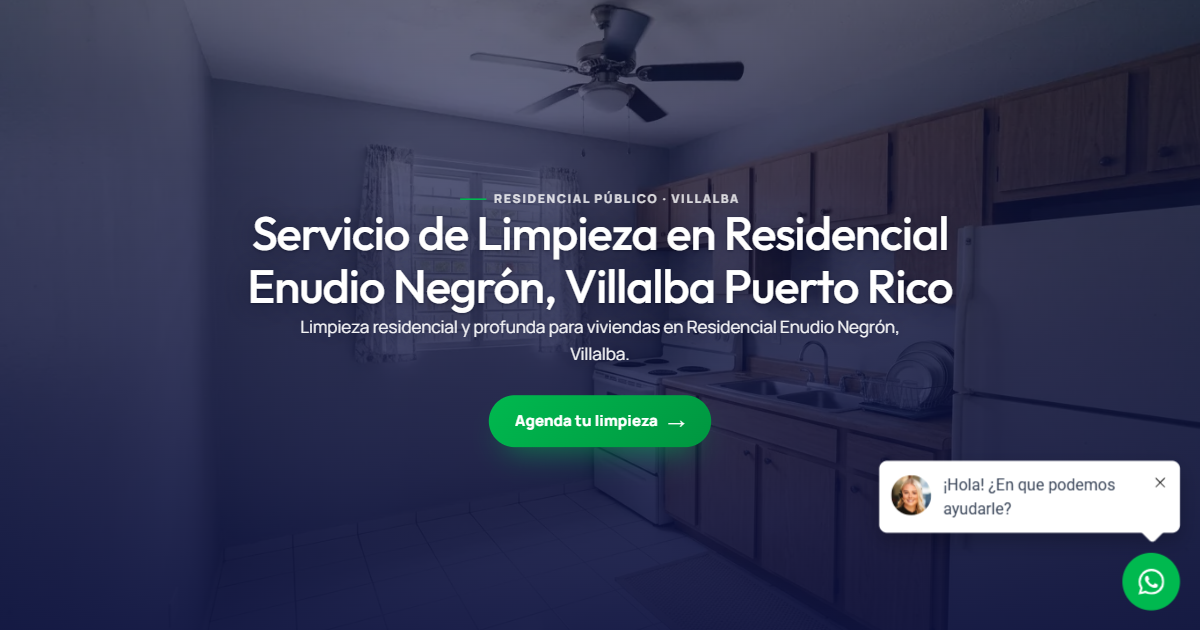 RESIDENCIAL PÚBLICO · VILLALBA
Servicio de Limpieza en Residencial
Enudio Negrón, Villalba Puerto Rico
Limpieza residencial y profunda para viviendas en Residencial Enudio Negrón,
Villalba.
Agenda tu limpieza →
¡Hola! ¿En que podemos
ayudarle?